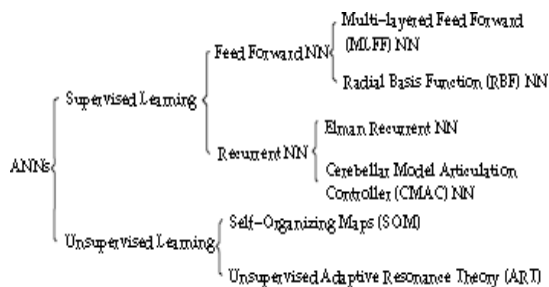 Multi-layered Feed Forward
(MLFF) NN
Feed Forward NN
Radial Basis Function (RBF) NN
Supervised Learning
Elman Recurrent NN
Recurrent NN
Cerebellar Model Articulation
Controller (CMAC) NN
ANNs
Self-Organizing Maps (SOM)
Unsupervised Learning
Unsupervised Adaptive Resonance Theory (ART)